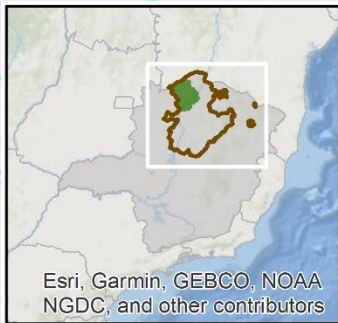 Esri, Garmin, GEBCO, NOAA
NGDC, and other contributors